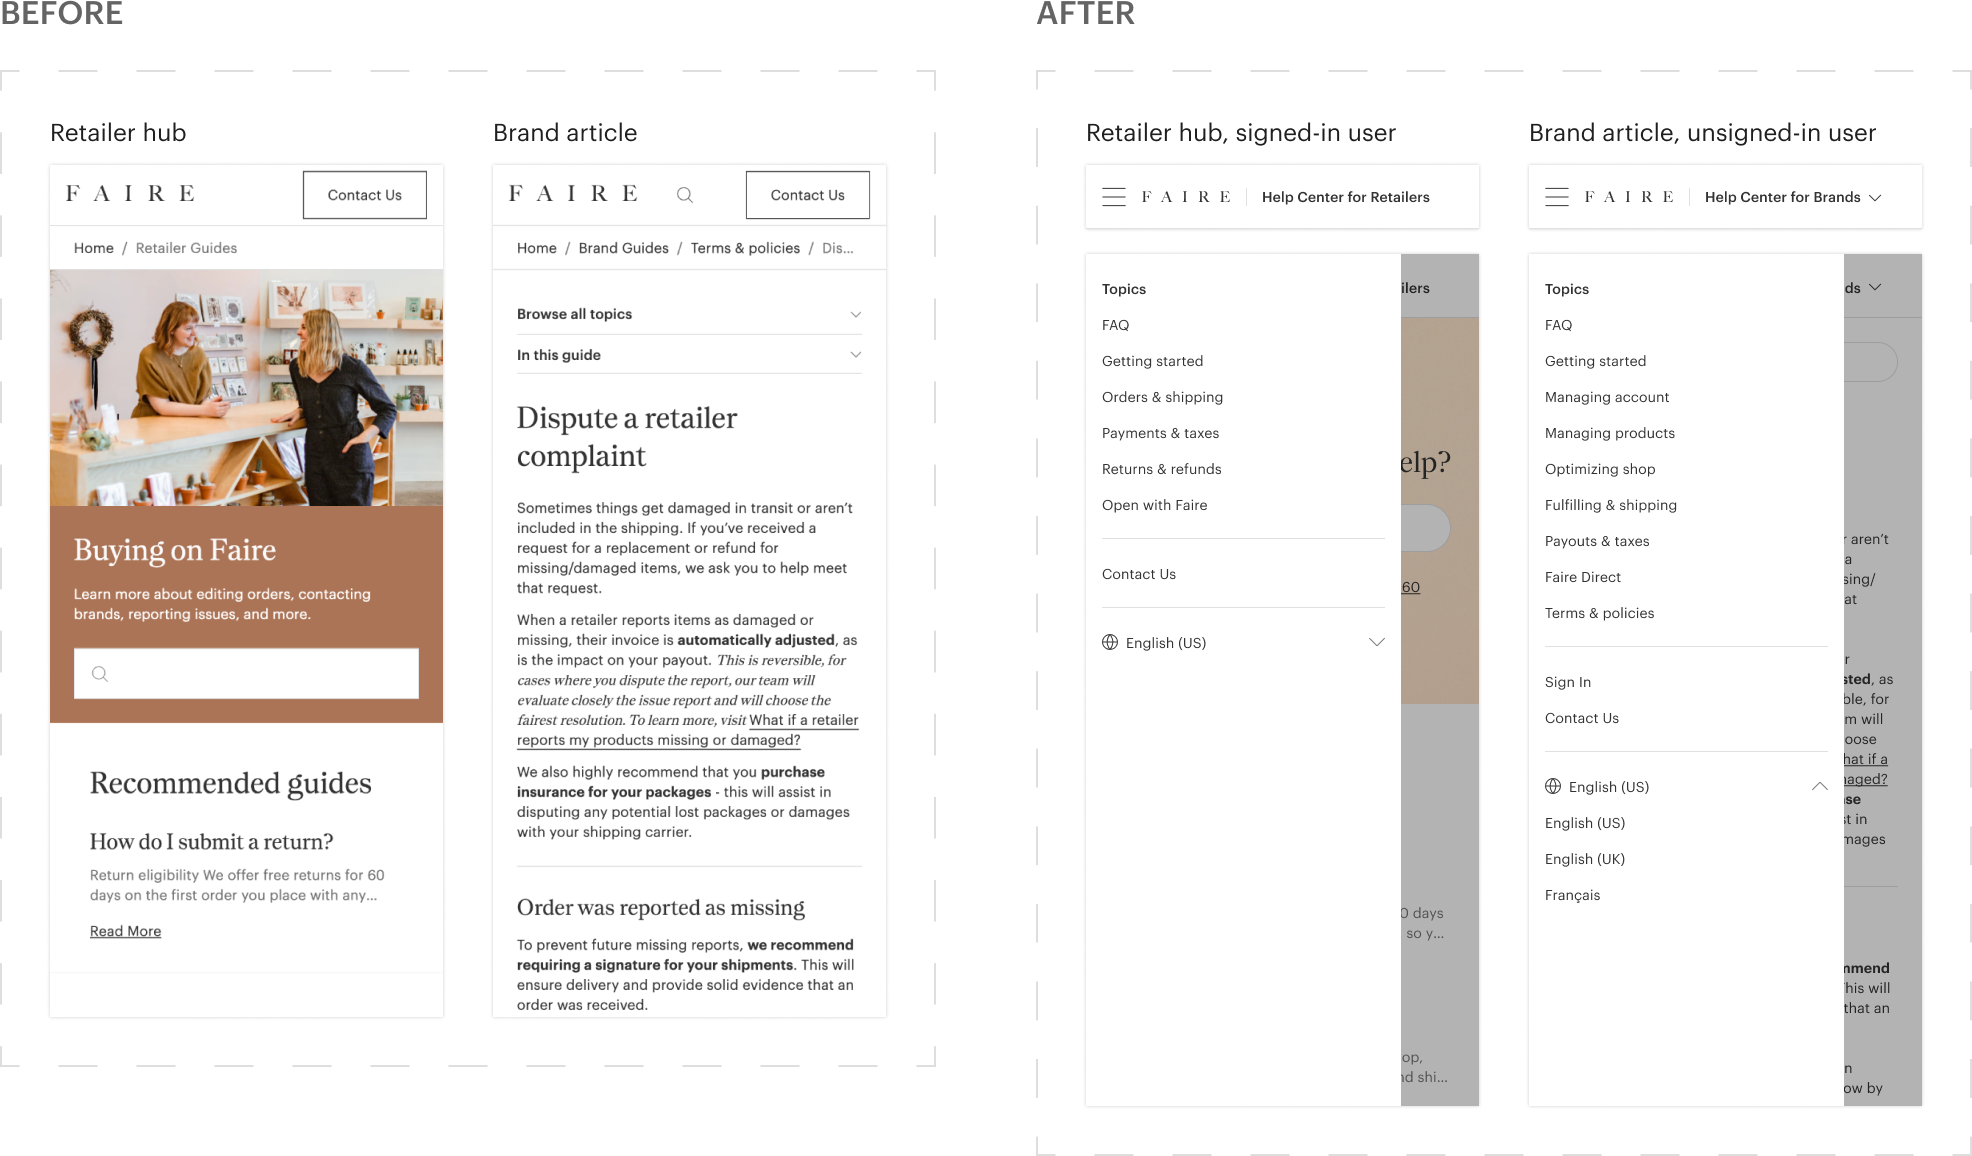 BEFORE
Retailer hub
FAIRE
Contact Us
Home / Retailer Guides
Buying on Faire
Learn more about editing orders, contacting
brands, reporting issues, and more.
Recommended guides
How do I submit a return?
Return eligibility We offer free returns for 60
days on the first order you place with any...
Read More
Brand article
FAIRE
Contact Us
Home / Brand Guides / Terms & policies / Dis...
Browse all topics
In this guide
Dispute a retailer
complaint
Sometimes things get damaged in transit or aren’t
included in the shipping. If you’ve received a
request for a replacement or refund for
missing/damaged items, we ask you to help meet
that request.
When a retailer reports items as damaged or
missing, their invoice is automatically adjusted, as
is the impact on your payout. This is reversible, for
cases where you dispute the report, our team will
evaluate closely the issue report and will choose the
fairest resolution. To learn more, visit What if a retailer
reports my products missing or damaged?
We also highly recommend that you purchase
insurance for your packages - this will assist in
disputing any potential lost packages or damages
with your shipping carrier.
Order was reported as missing
To prevent future missing reports, we recommend
requiring a signature for your shipments. This will
ensure delivery and provide solid evidence that an
order was received.
AFTER
Retailer hub, signed-in user
FAIRE
Help Center for Retailers
Topics
FAQ
Getting started
Orders & shipping
Payments & taxes
Returns & refunds
Open with Faire
Contact Us
English (US)
ilers
elp?
60
0 days
so y...
op,
nd shi...
Brand article, unsigned-in user
FAIRE
Help Center for Brands
Topics
FAQ
Getting started
Managing account
Managing products
Optimizing shop
Fulfilling & shipping
Payouts & taxes
Faire Direct
Terms & policies
Sign In
Contact Us
English (US)
English (US)
English (UK)
Français
ds
r aren’t
a
sing/
at
r
sted, as
ble, for
m will
oose
hat if a
naged?
se
st in
mages
mmend
This will
that an
n
ow by